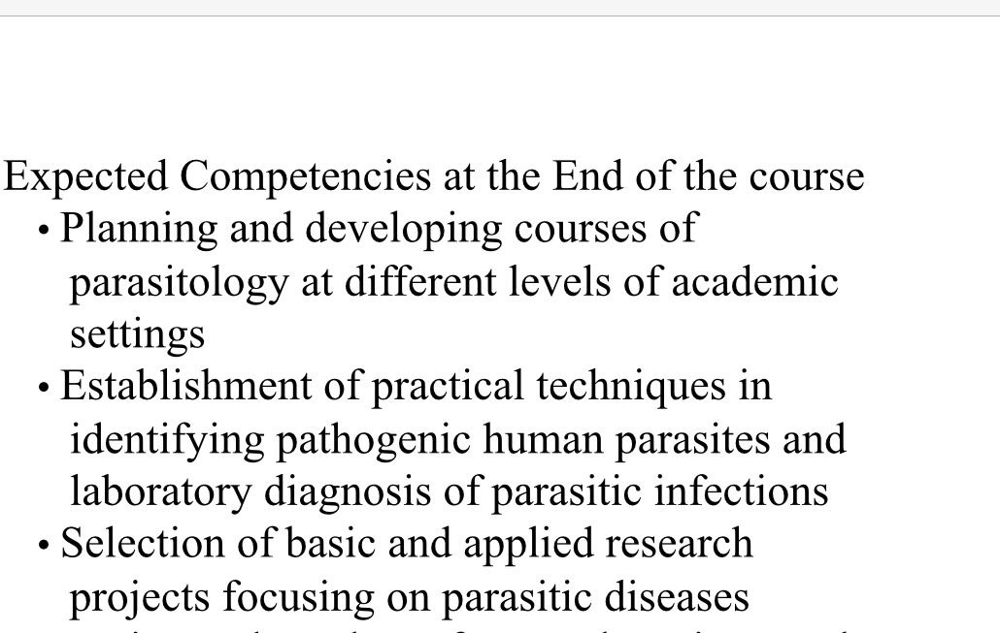 Expected Competencies at the End of the course
• Planning and developing courses of
parasitology at different levels of academic
settings
• Establishment of practical techniques in
identifying pathogenic human parasites and
laboratory diagnosis of parasitic infections
• Selection of basic and applied research
projects focusing on parasitic diseases